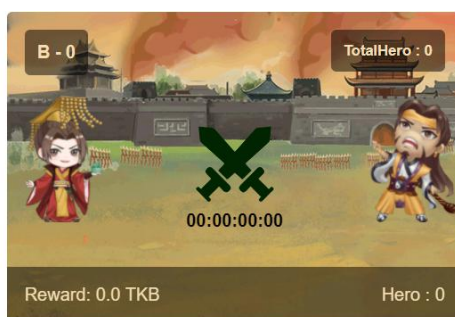 B - 0
TotalHero : 0
00:00:00:00
Reward: 0.0 TKB
Hero : 0